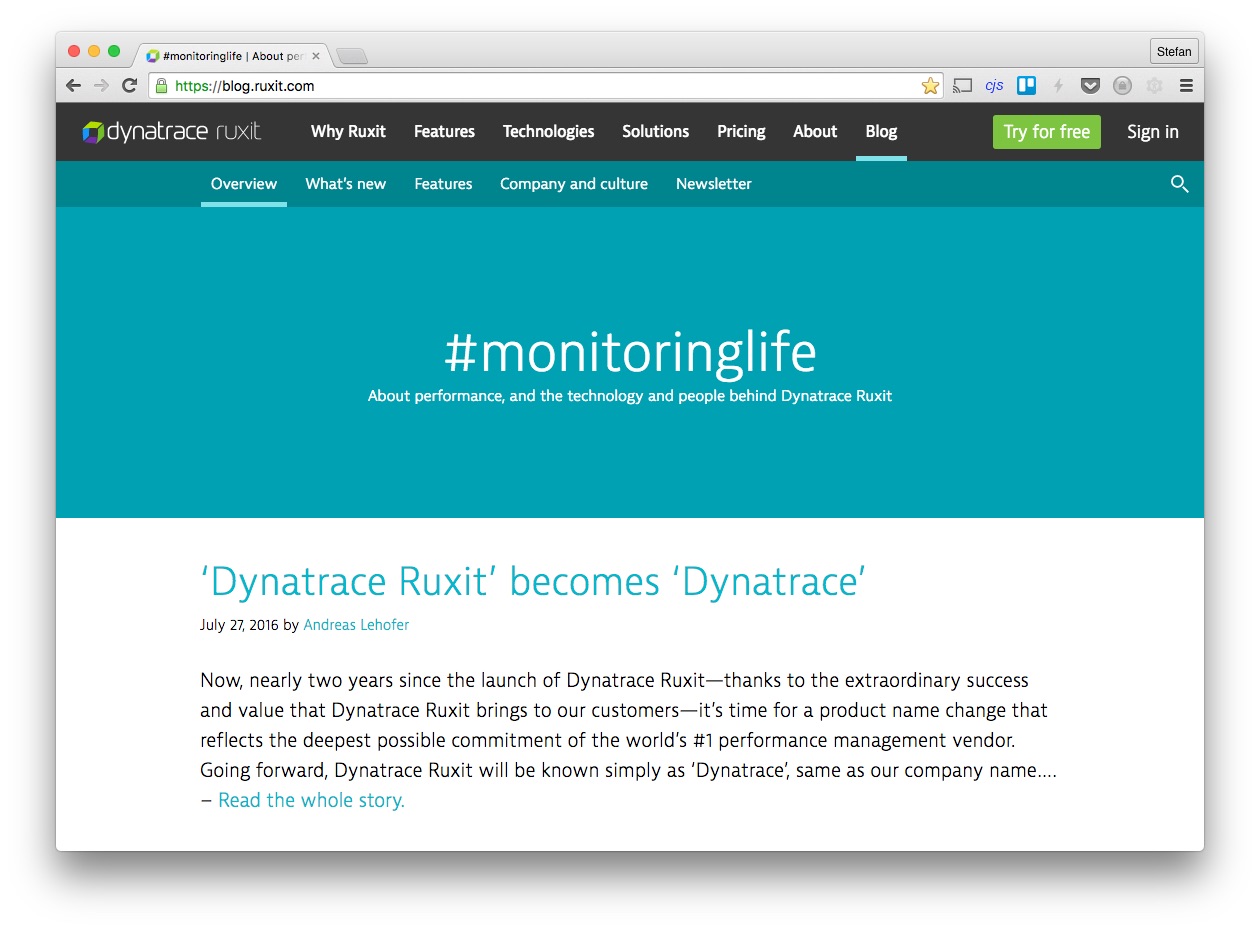 #monitoringlife | About per
Stefan
https://blog.ruxit.com
cjs
dynatrace ruxit
Why Ruxit Features Technologies Solutions Pricing About Blog Try for free Sign in
Overview What's new Features Company and culture Newsletter
#monitoringlife
About performance, and the technology and people behind Dynatrace Ruxit
‘Dynatrace Ruxit’ becomes ‘Dynatrace’
July 27, 2016 by Andreas Lehofer
Now, nearly two years since the launch of Dynatrace Ruxit—thanks to the extraordinary success
and value that Dynatrace Ruxit brings to our customers—it’s time for a product name change that
reflects the deepest possible commitment of the world’s #1 performance management vendor.
Going forward, Dynatrace Ruxit will be known simply as ‘Dynatrace’, same as our company name....
– Read the whole story.